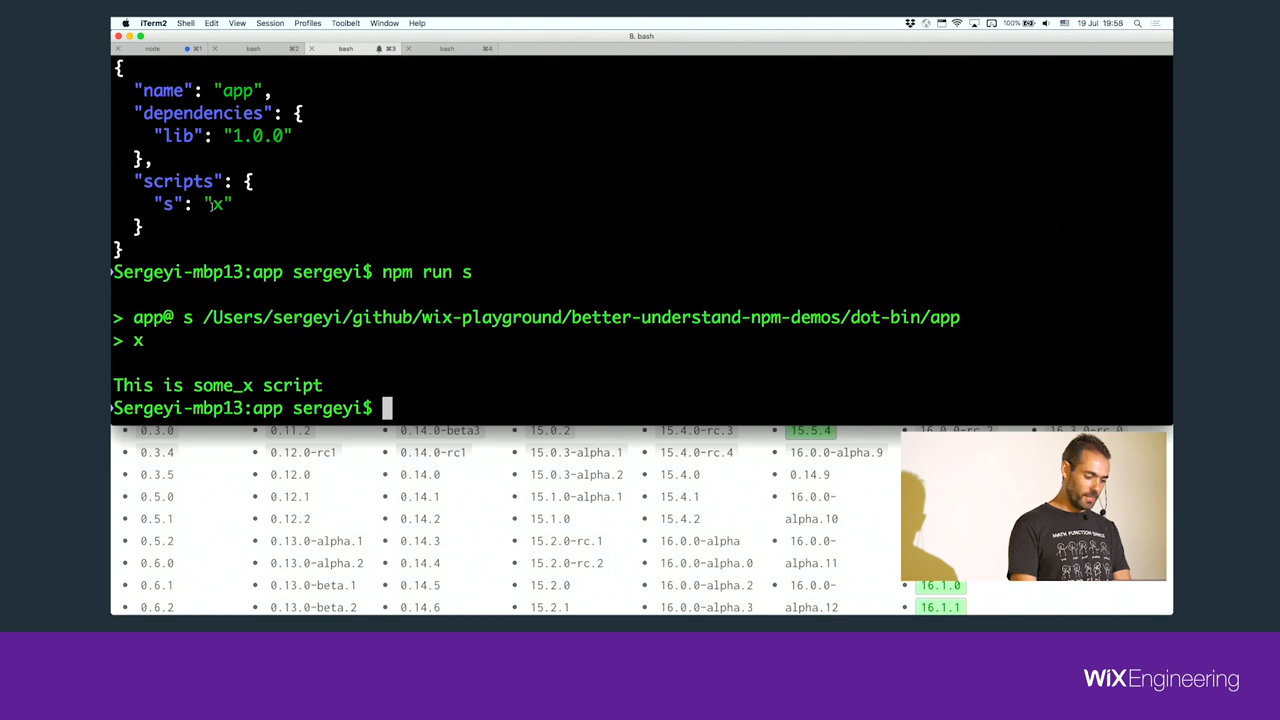 iTerm2 Shell Edit View Session Profiles Toolbelt Window Help 100% 19 Jul 19:58
8. bash
node ⌘1 bash ⌘2 bash ⌘3 bash ⌘4
{
"name": "app",
"dependencies": {
"lib": "1.0.0"
},
"scripts": {
"s": "x"
}
}
Sergeyi-mbp13:app sergeyi$ npm run s
> app@ s /Users/sergeyi/github/wix-playground/better-understand-npm-demos/dot-bin/app
> x
This is some_x script
Sergeyi-mbp13:app sergeyi$
0.3.0 0.11.2 0.14.0-beta3 15.0.2 15.4.0-rc.3 15.5.4
0.3.4 0.12.0-rc1 0.14.0-rc1 15.0.3-alpha.1 15.4.0-rc.4 16.0.0-alpha.9
0.3.5 0.12.0 0.14.0 15.0.3-alpha.2 15.4.0 0.14.9
0.5.0 0.12.1 0.14.1 15.1.0-alpha.1 15.4.1 16.0.0-
0.5.1 0.12.2 0.14.2 15.1.0 15.4.2 alpha.10
0.5.2 0.13.0-alpha.1 0.14.3 15.2.0-rc.1 16.0.0-alpha 16.0.0-
0.6.0 0.13.0-alpha.2 0.14.4 15.2.0-rc.2 16.0.0-alpha.0 alpha.11
0.6.1 0.13.0-beta.1 0.14.5 15.2.0 16.0.0-alpha.2 16.0.0- 16.1.0
0.6.2 0.13.0-beta.2 0.14.6 15.2.1 16.0.0-alpha.3 alpha.12 16.1.1
MATH FUNCTION DANCE
WiXEngineering